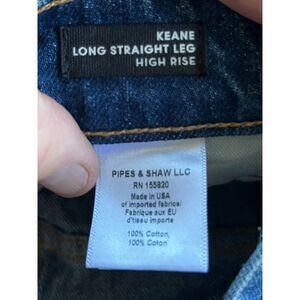 KEANE
LONG STRAIGHT LEG
HIGH RISE
PIPES & SHAW LLC
RN 155820
Made in USA
of imported fabrics/
Fabrique aux EU
d'tissu importe
100% Cotton,
100% Coton